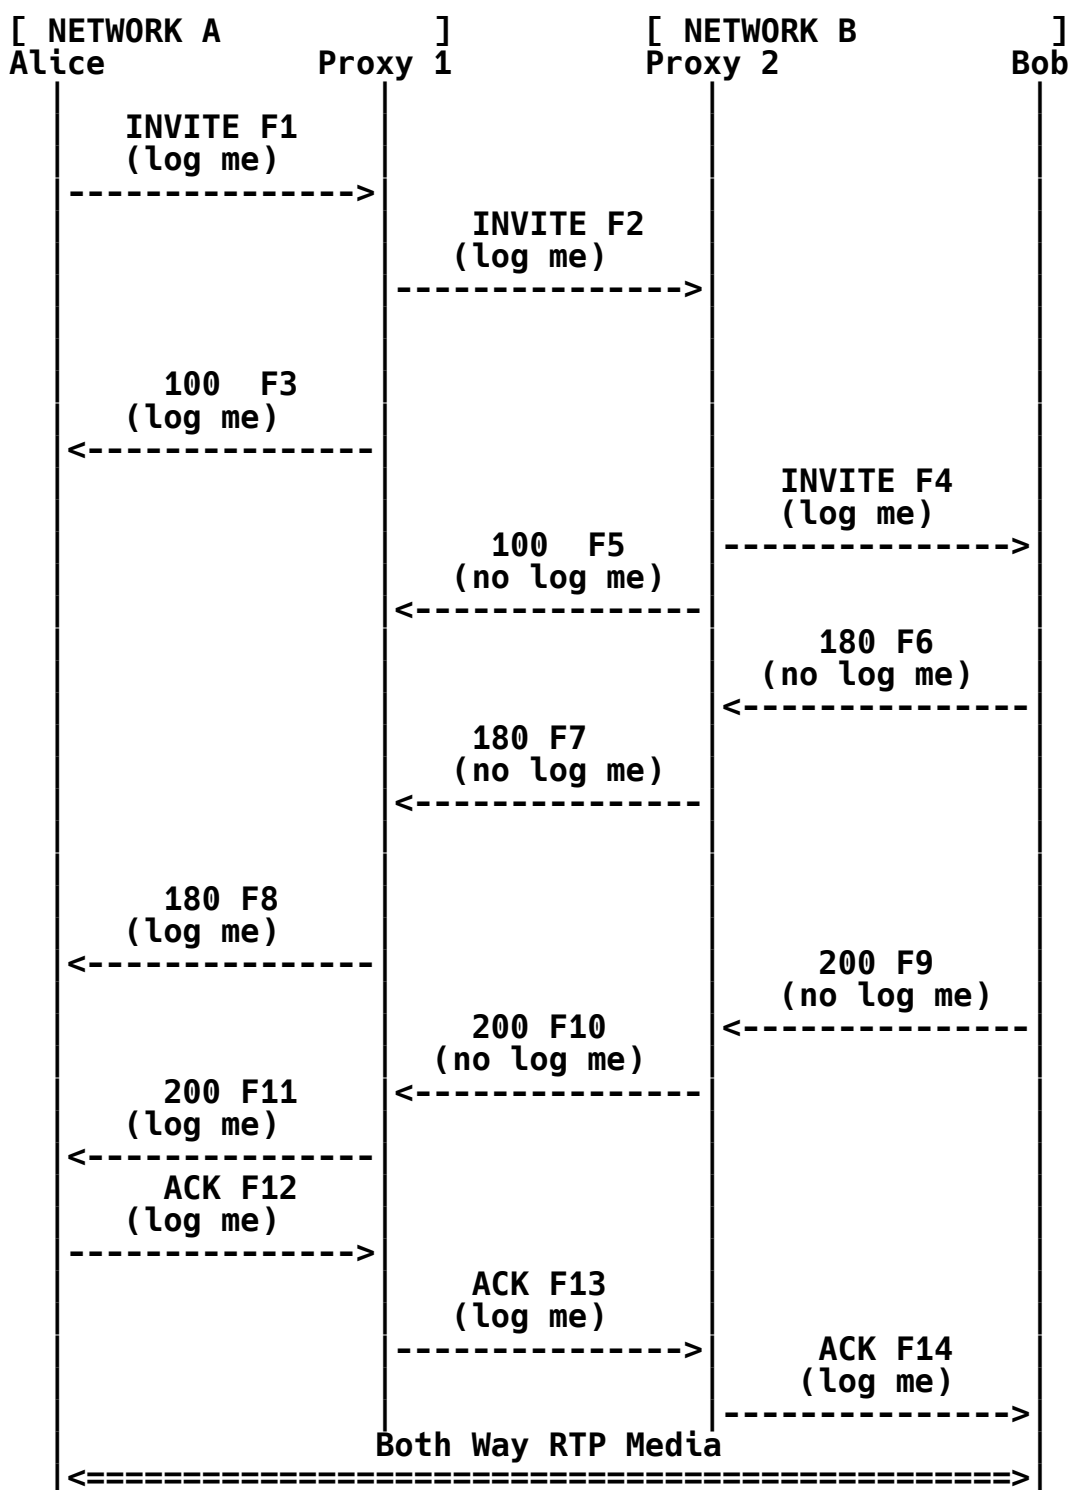 [ NETWORK A           ]          [ NETWORK B          ]
Alice           Proxy 1          Proxy 2            Bob
INVITE F1
(log me)
--------------->
INVITE F2
(log me)
--------------->
100  F3
(log me)
<---------------
INVITE F4
(log me)
100  F5     --------------->
(no log me)
<---------------
180 F6
(no log me)
<---------------
180 F7
(no log me)
<---------------
180 F8
(log me)
<---------------
200 F9
(no log me)
200 F10     <---------------
(no log me)
200 F11     <---------------
(log me)
<---------------
ACK F12
(log me)
--------------->
ACK F13
(log me)
--------------->
ACK F14
(log me)
--------------->
Both Way RTP Media
<================================================>